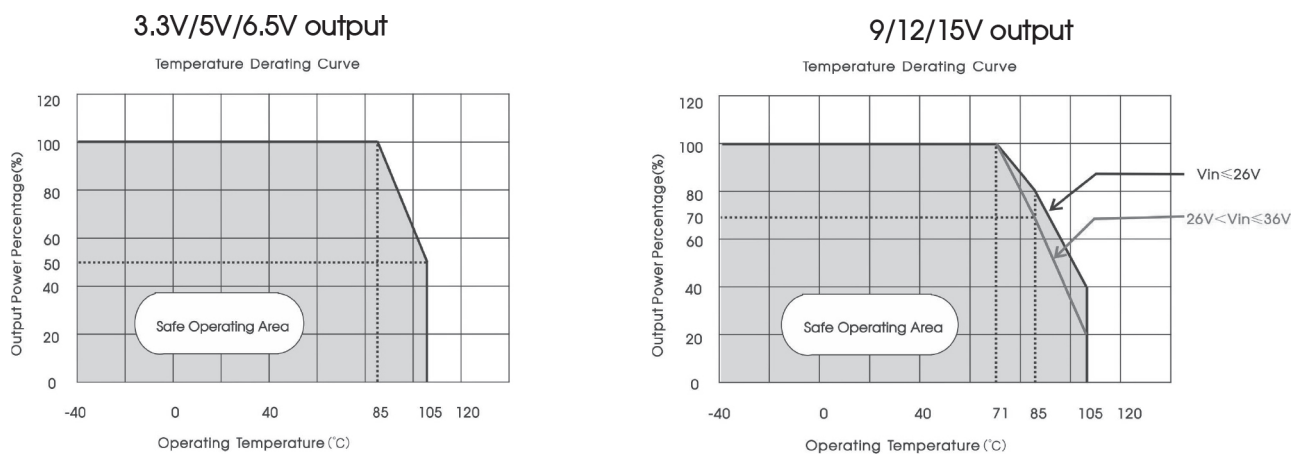 3.3V/5V/6.5V output
Temperature Derating Curve
Output Power Percentage(%)
120
100
80
60
50
40
20
0
Safe Operating Area
-40 0 40 85 105 120
Operating Temperature (℃)
9/12/15V output
Temperature Derating Curve
Output Power Percentage(%)
120
100
80
70
60
40
20
0
Vin≤26V
26V<Vin≤36V
Safe Operating Area
-40 0 40 71 85 105 120
Operating Temperature (℃)